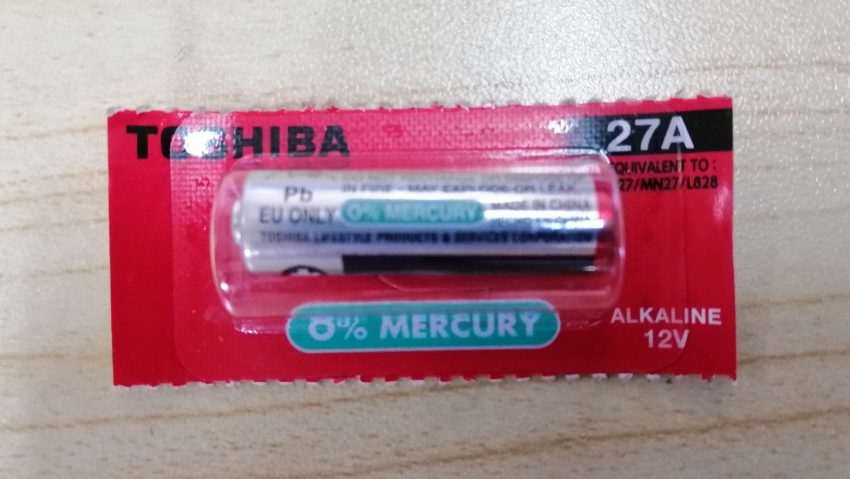 TOSHIBA
27A
EQUIVALENT TO :
27/MN27/L828
Pb
EU ONLY
IN FIRE - MAY EXPLODE OR LEAK
0% MERCURY
MADE IN CHINA
TOSHIBA LIFESTYLE PRODUCTS & SERVICES CORPORATION
0% MERCURY
ALKALINE
12V